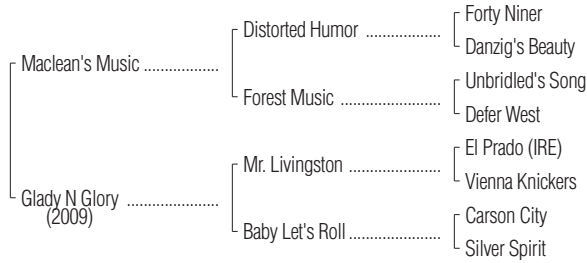 Forty Niner
Distorted Humor ..................
Danzig's Beauty
Maclean's Music ..................
Unbridled's Song
Forest Music ........................
Defer West
El Prado (IRE)
Mr. Livingston ......................
Vienna Knickers
Glady N Glory ......................
(2009)
Carson City
Baby Let's Roll ......................
Silver Spirit